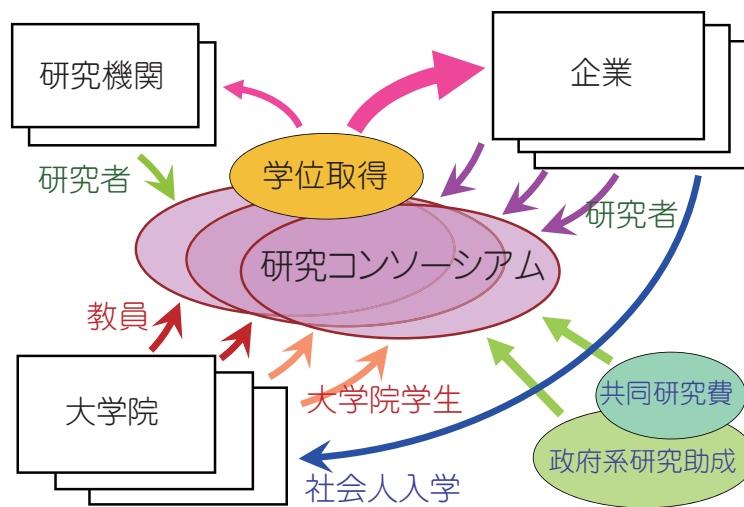 研究機関
企業
学位取得
研究者
研究者
研究コンソーシアム
教員
大学院
大学院学生
共同研究費
政府系研究助成
社会人入学